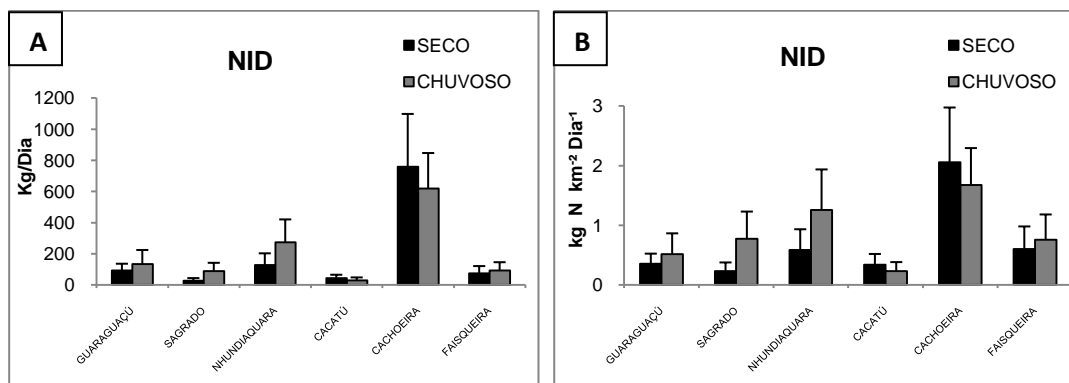 A
NID
SECO
CHUVOSO
Kg/Dia
1200
1000
800
600
400
200
0
GUARAGUAÇÚ
SAGRADO
NHUNDIAQUARA
CACATÚ
CACHOEIRA
FAISQUEIRA
B
NID
SECO
CHUVOSO
kg N km⁻² Dia⁻¹
3
2
1
0
GUARAGUAÇÚ
SAGRADO
NHUNDIAQUARA
CACATÚ
CACHOEIRA
FAISQUEIRA